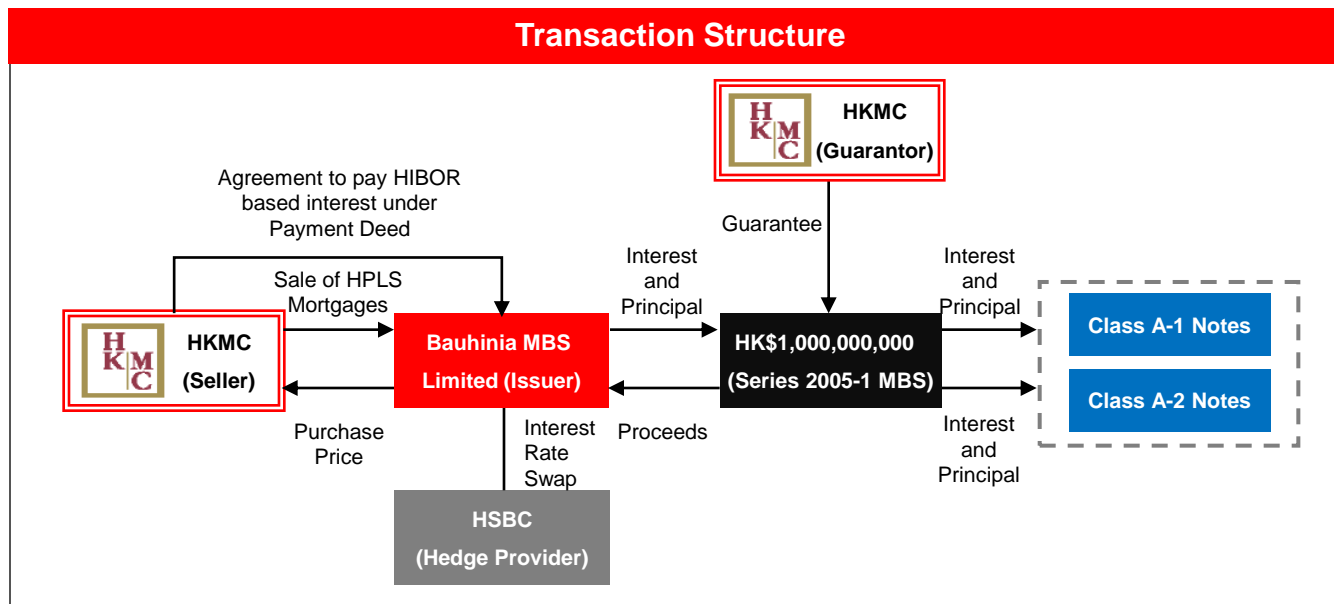 Transaction Structure
H
K M
C
HKMC
(Guarantor)
Agreement to pay HIBOR
based interest under
Payment Deed
Guarantee
Sale of HPLS
Mortgages
Interest
and
Principal
Interest
and
Principal
H
K M
C
HKMC
(Seller)
Bauhinia MBS
Limited (Issuer)
HK$1,000,000,000
(Series 2005-1 MBS)
Class A-1 Notes
Class A-2 Notes
Purchase
Price
Interest
Rate
Swap
Proceeds
Interest
and
Principal
HSBC
(Hedge Provider)